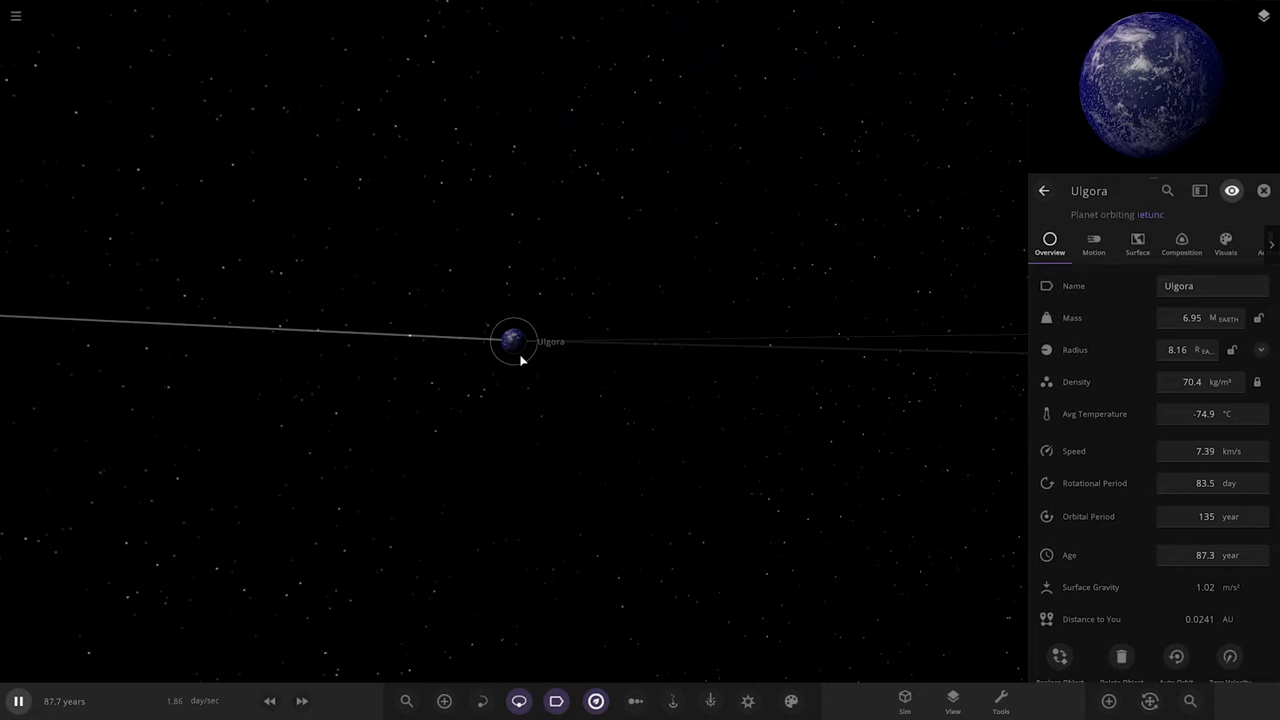 Ulgora
Ulgora
Planet orbiting Ietunc
Overview Motion Surface Composition Visuals
Name Ulgora
Mass 6.95 M EARTH
Radius 8.16 R EA...
Density 70.4 kg/m³
Avg Temperature -74.9 °C
Speed 7.39 km/s
Rotational Period 83.5 day
Orbital Period 135 year
Age 87.3 year
Surface Gravity 1.02 m/s²
Distance to You 0.0241 AU
87.7 years 1.86 day/sec
Sim View Tools